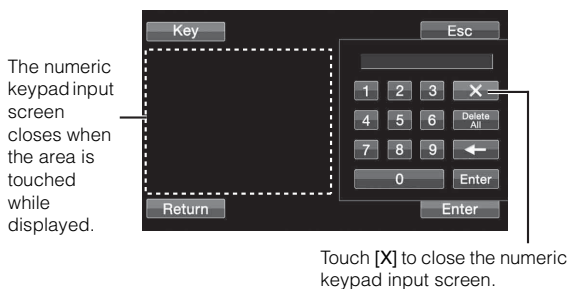 Key
Esc
The numeric
keypad input
screen
closes when
the area is
touched
while
displayed.
1 2 3 X
4 5 6 Delete
All
7 8 9 ←
0 Enter
Return
Enter
Touch [X] to close the numeric
keypad input screen.